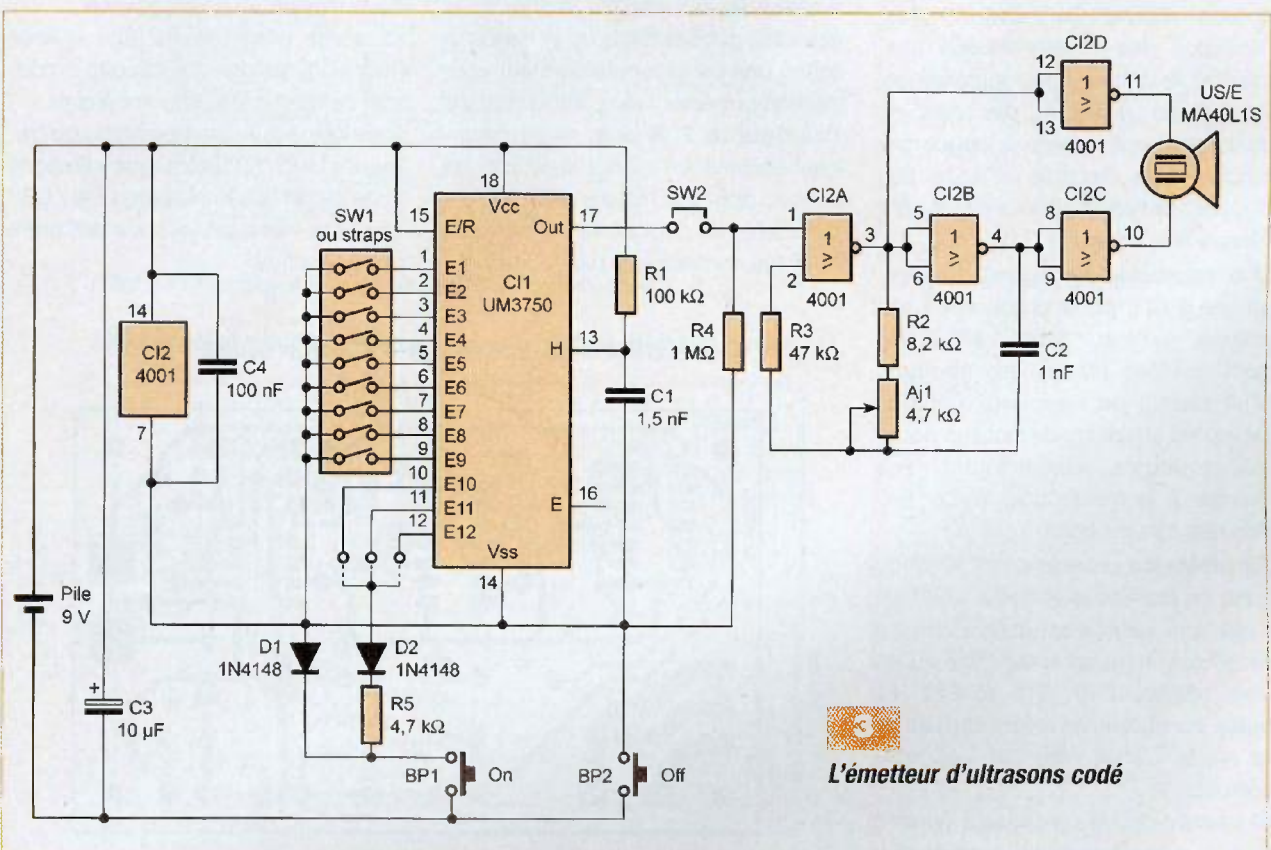 CI2D
12
1
≥
11
13
4001
US/E
MA40L1S
18
Vcc
SW2
CI2A
CI2B
CI2C
SW1
ou straps
15
E/R
Out
17
1
1
≥
3
2
4001
5
1
≥
4
6
4001
8
1
≥
10
9
4001
1
E1
2
E2
3
E3
4
E4
5
E5
6
E6
7
E7
8
E8
9
E9
10
E10
11
E11
12
E12
CI1
UM3750
R1
100 kΩ
H
13
C1
1,5 nF
E
16
Vss
14
R4
1 MΩ
R3
47 kΩ
R2
8,2 kΩ
Aj1
4,7 kΩ
C2
1 nF
14
CI2
4001
7
C4
100 nF
Pile
9 V
D1
1N4148
D2
1N4148
R5
4,7 kΩ
+
C3
10 µF
BP1
On
BP2
Off
3
L'émetteur d'ultrasons codé